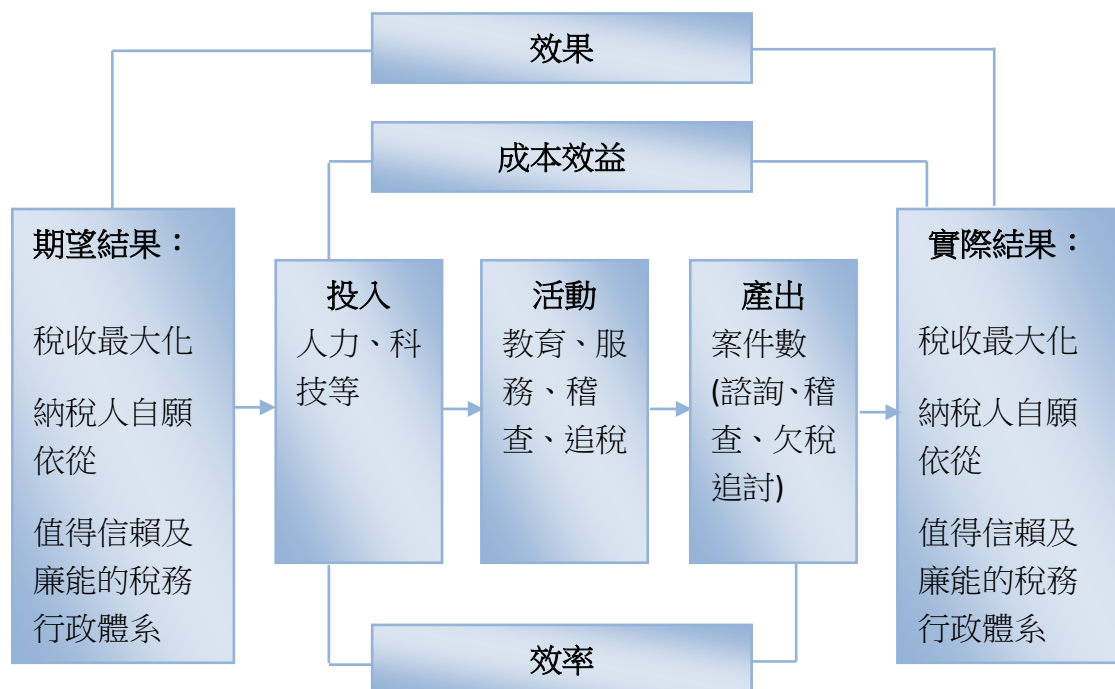 效果
成本效益
期望結果：
稅收最大化
納稅人自願
依從
值得信賴及
廉能的稅務
行政體系
投入
人力、科
技等
活動
教育、服
務、稽
查、追稅
產出
案件數
(諮詢、稽
查、欠稅
追討)
實際結果：
稅收最大化
納稅人自願
依從
值得信賴及
廉能的稅務
行政體系
效率